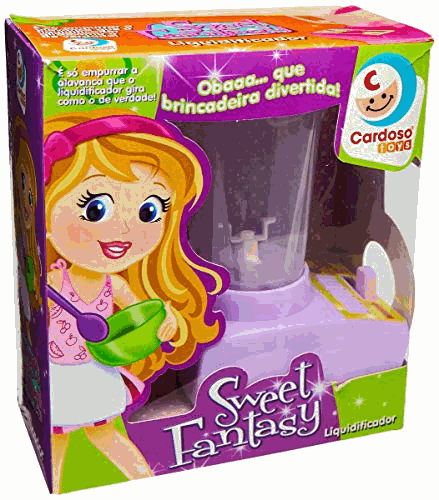 Liquidificador
É só empurrar a
alavanca que o
liquidificador gira
como o de verdade!
Obaaa... que
brincadeira divertida!
C
Cardoso
toys
Sweet
Fantasy
Liquidificador